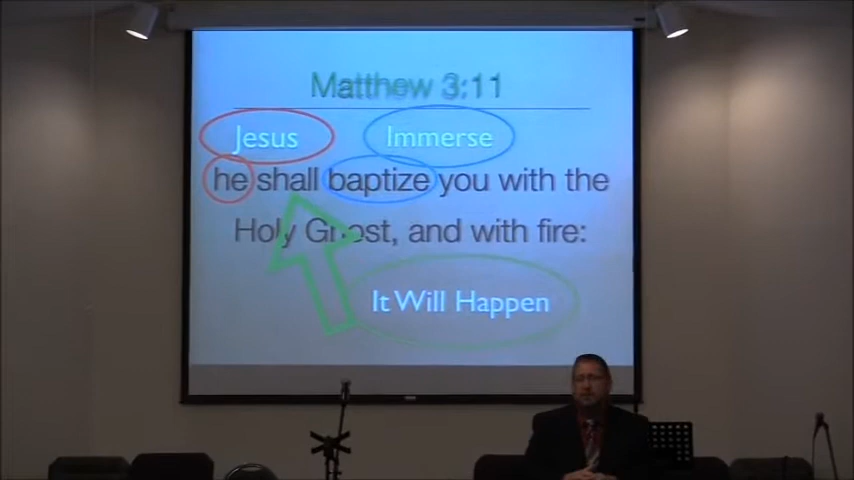 Matthew 3:11
Jesus Immerse
he shall baptize you with the
Holy Ghost, and with fire:
It Will Happen